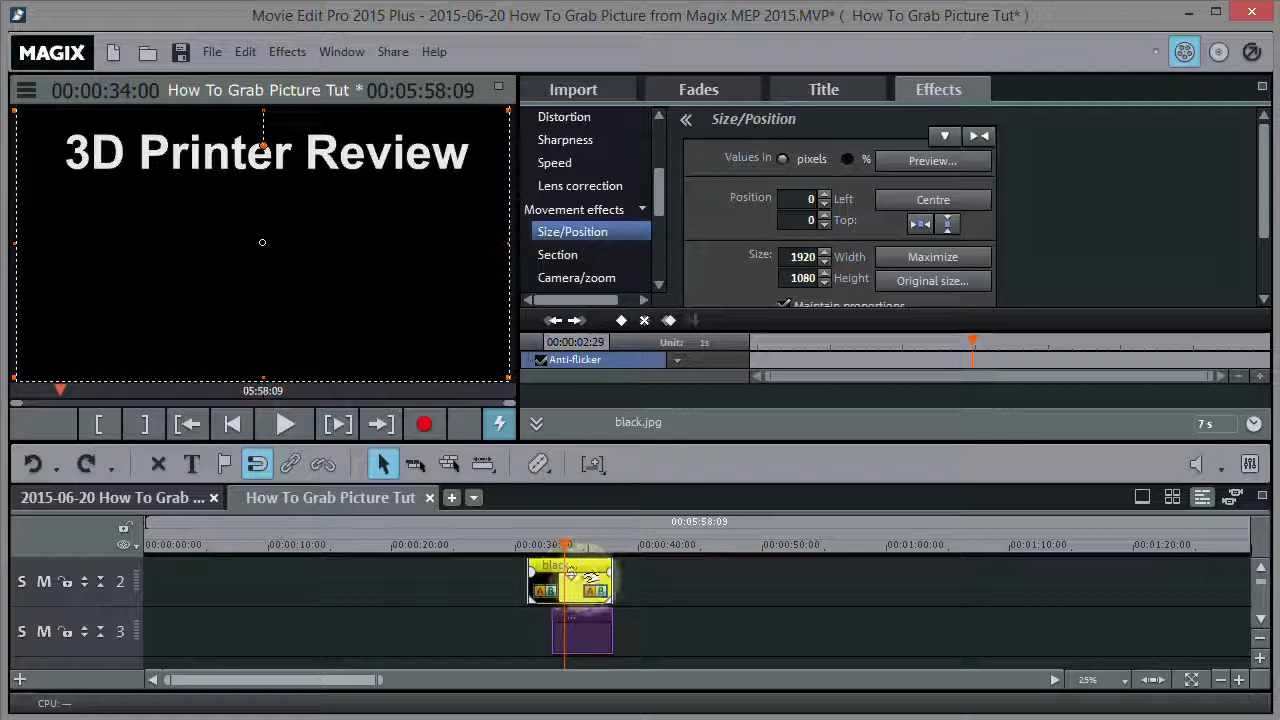 Movie Edit Pro 2015 Plus - 2015-06-20 How To Grab Picture from Magix MEP 2015.MVP* ( How To Grab Picture Tut* )
MAGIX File Edit Effects Window Share Help
00:00:34:00 How To Grab Picture Tut * 00:05:58:09
Import Fades Title Effects
3D Printer Review
Distortion
Sharpness
Speed
Lens correction
Movement effects
Size/Position
Section
Camera/zoom
Size/Position
Values in pixels % Preview...
Position 0 Left Centre
0 Top:
Size: 1920 Width Maximize
1080 Height Original size...
Maintain proportions
00:00:02:29 Unit: 1s
Anti-flicker
05:58:09
black.jpg 7 s
2015-06-20 How To Grab ... How To Grab Picture Tut
00:05:58:09
00:00:00:00 00:00:10:00 00:00:20:00 00:00:30:00 00:00:40:00 00:00:50:00 00:01:00:00 00:01:10:00 00:01:20:00
black...
A B A B
S M 2
...
S M 3
25%
CPU: —